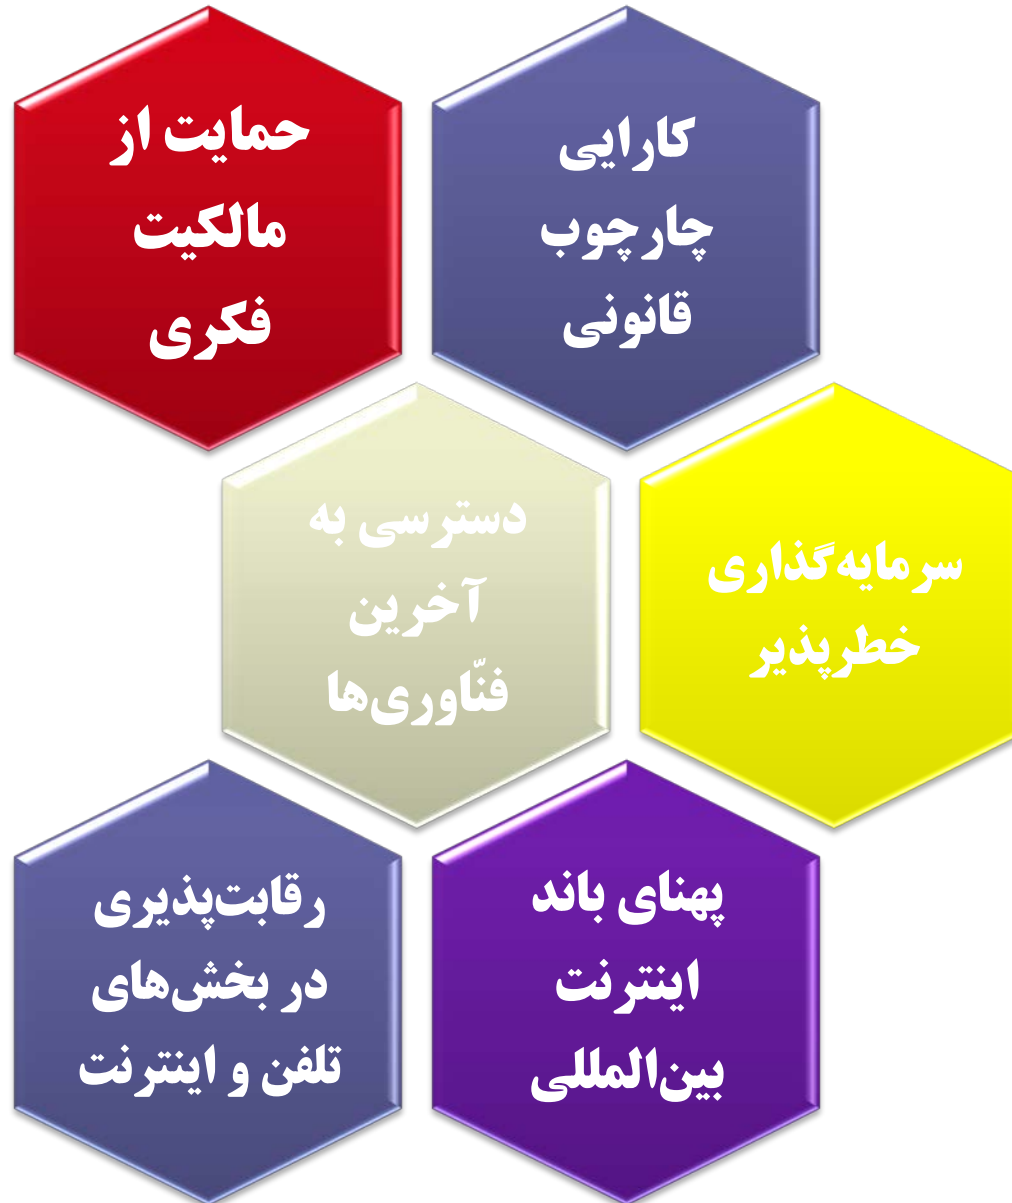 کارایی
چارچوب
قانونی
حمایت از
مالکیت
فکری
سرمایه‌گذاری
خطرپذیر
دسترسی به
آخرین
فنّاوری‌ها
پهنای باند
اینترنت
بین‌المللی
رقابت‌پذیری
در بخش‌های
تلفن و اینترنت